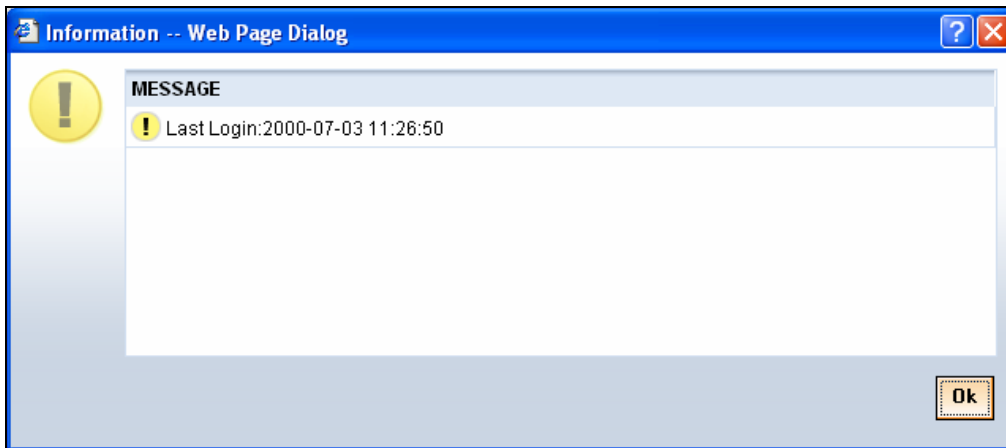 Information -- Web Page Dialog
MESSAGE
Last Login:2000-07-03 11:26:50
Ok